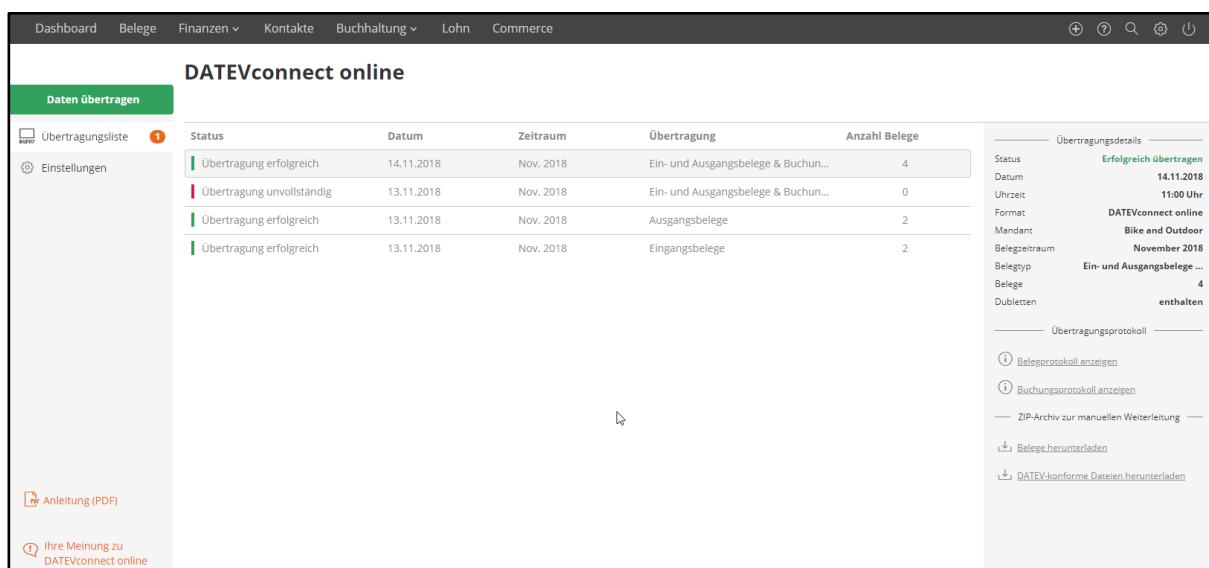 Dashboard Belege Finanzen Kontakte Buchhaltung Lohn Commerce
DATEVconnect online
Daten übertragen
Übertragungsliste 1
Einstellungen
Status Datum Zeitraum Übertragung Anzahl Belege
Übertragung erfolgreich 14.11.2018 Nov. 2018 Ein- und Ausgangsbelege & Buchun... 4
Übertragung unvollständig 13.11.2018 Nov. 2018 Ein- und Ausgangsbelege & Buchun... 0
Übertragung erfolgreich 13.11.2018 Nov. 2018 Ausgangsbelege 2
Übertragung erfolgreich 13.11.2018 Nov. 2018 Eingangsbelege 2
Übertragungsdetails
Status Erfolgreich übertragen
Datum 14.11.2018
Uhrzeit 11:00 Uhr
Format DATEVconnect online
Mandant Bike and Outdoor
Belegzeitraum November 2018
Belegtyp Ein- und Ausgangsbelege ...
Belege 4
Dubletten enthalten
Übertragungsprotokoll
Belegprotokoll anzeigen
Buchungsprotokoll anzeigen
ZIP-Archiv zur manuellen Weiterleitung
Belege herunterladen
DATEV-konforme Dateien herunterladen
Anleitung (PDF)
Ihre Meinung zu
DATEVconnect online